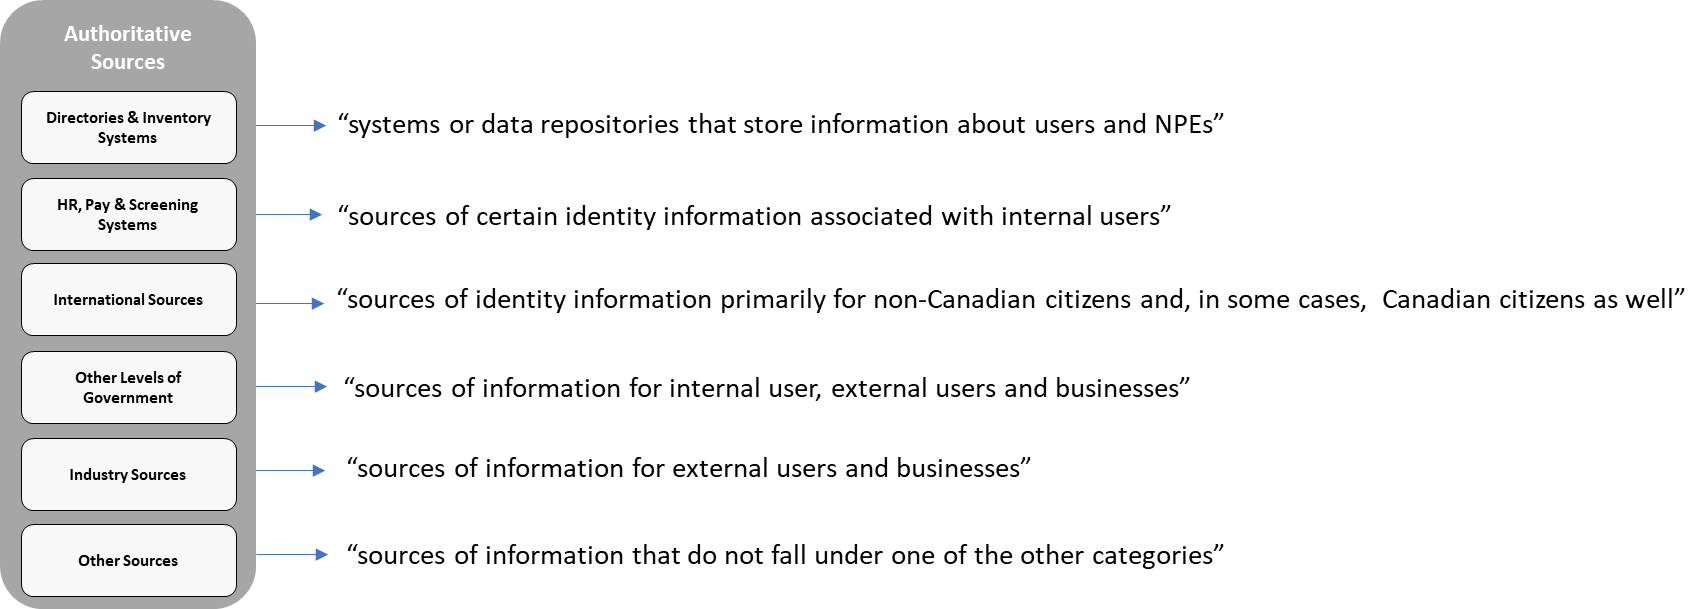 Authoritative
Sources
Directories & Inventory
Systems
“systems or data repositories that store information about users and NPEs”
HR, Pay & Screening
Systems
“sources of certain identity information associated with internal users”
International Sources
“sources of identity information primarily for non-Canadian citizens and, in some cases,  Canadian citizens as well”
Other Levels of
Government
“sources of information for internal user, external users and businesses”
Industry Sources
“sources of information for external users and businesses”
Other Sources
“sources of information that do not fall under one of the other categories”